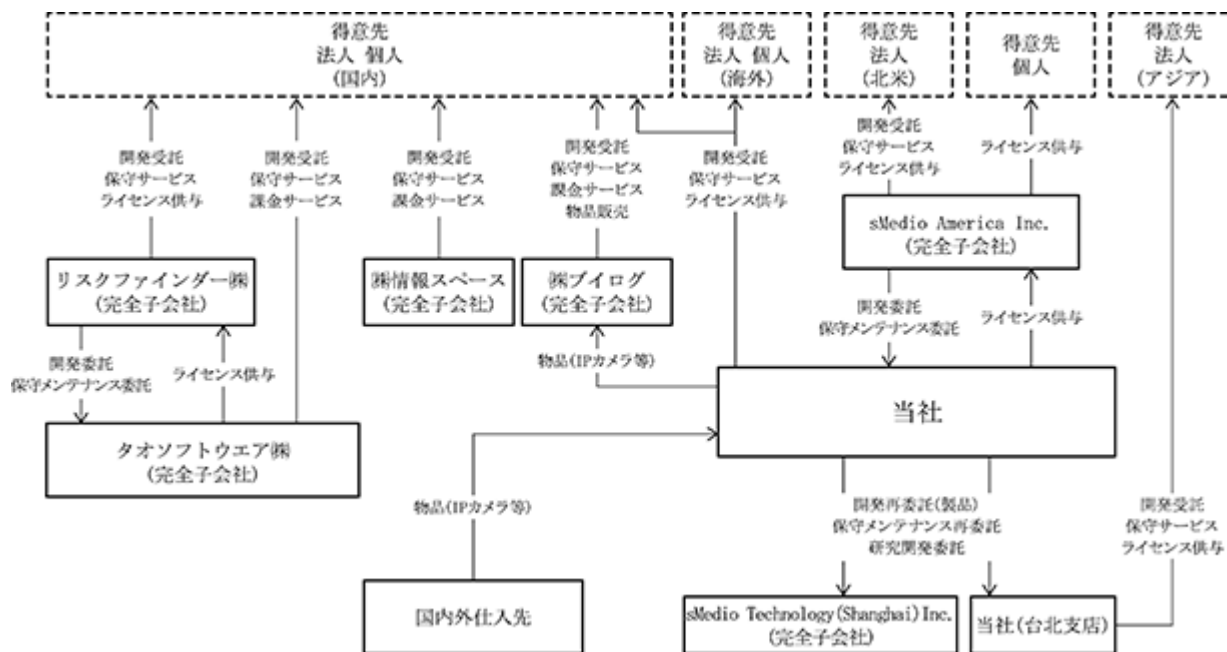 得意先
法人 個人
(国内)
得意先
法人 個人
(海外)
得意先
法人
(北米)
得意先
個人
得意先
法人
(アジア)
開発受託
保守サービス
ライセンス供与
開発受託
保守サービス
課金サービス
開発受託
保守サービス
課金サービス
開発受託
保守サービス
課金サービス
物品販売
開発受託
保守サービス
ライセンス供与
開発受託
保守サービス
ライセンス供与
ライセンス供与
sMedio America Inc.
(完全子会社)
リスクファインダー㈱
(完全子会社)
㈱情報スペース
(完全子会社)
㈱ブイログ
(完全子会社)
開発委託
保守メンテナンス委託
ライセンス供与
開発委託
保守メンテナンス委託
ライセンス供与
物品(IPカメラ等)
当社
タオソフトウエア㈱
(完全子会社)
物品(IPカメラ等)
開発再委託(製品)
保守メンテナンス再委託
研究開発委託
開発受託
保守サービス
ライセンス供与
国内外仕入先
sMedio Technology(Shanghai)Inc.
(完全子会社)
当社(台北支店)